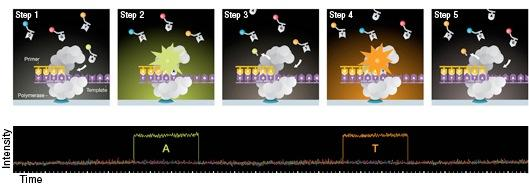 Step 1
Step 2
Step 3
Step 4
Step 5
Primer
Template
Polymerase
Intensity
A
T
Time